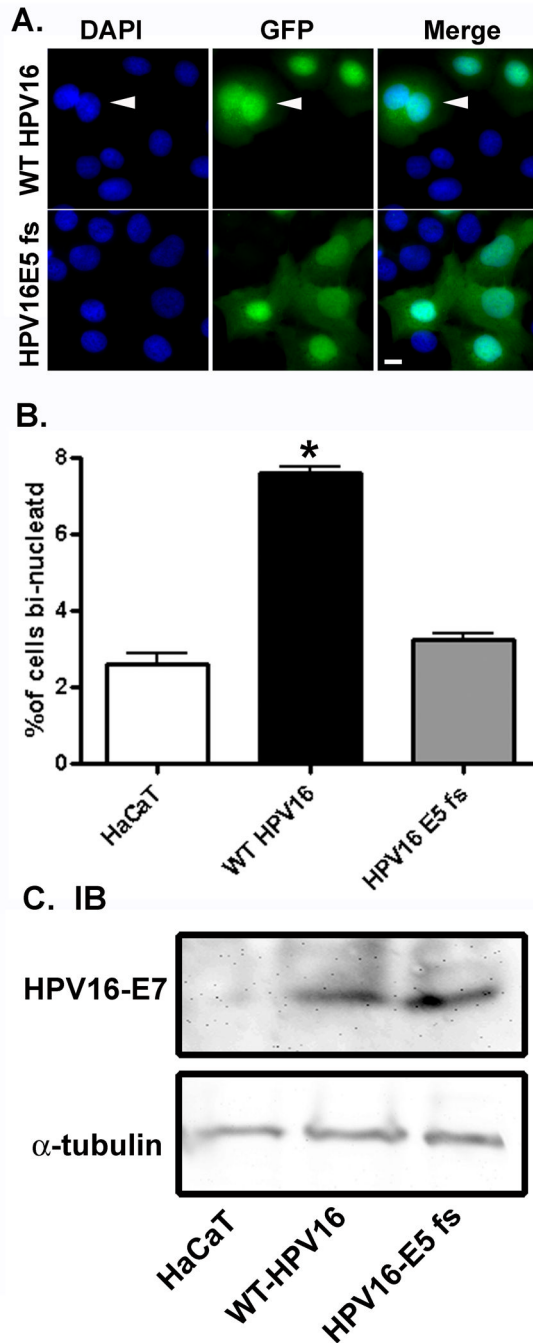 A.
DAPI GFP Merge
WT HPV16
HPV16E5 fs
B.
%of cells bi-nucleatd
8
6
4
2
0
*
HaCaT
WT HPV16
HPV16 E5 fs
C. IB
HPV16-E7
α-tubulin
HaCaT
WT-HPV16
HPV16-E5 fs